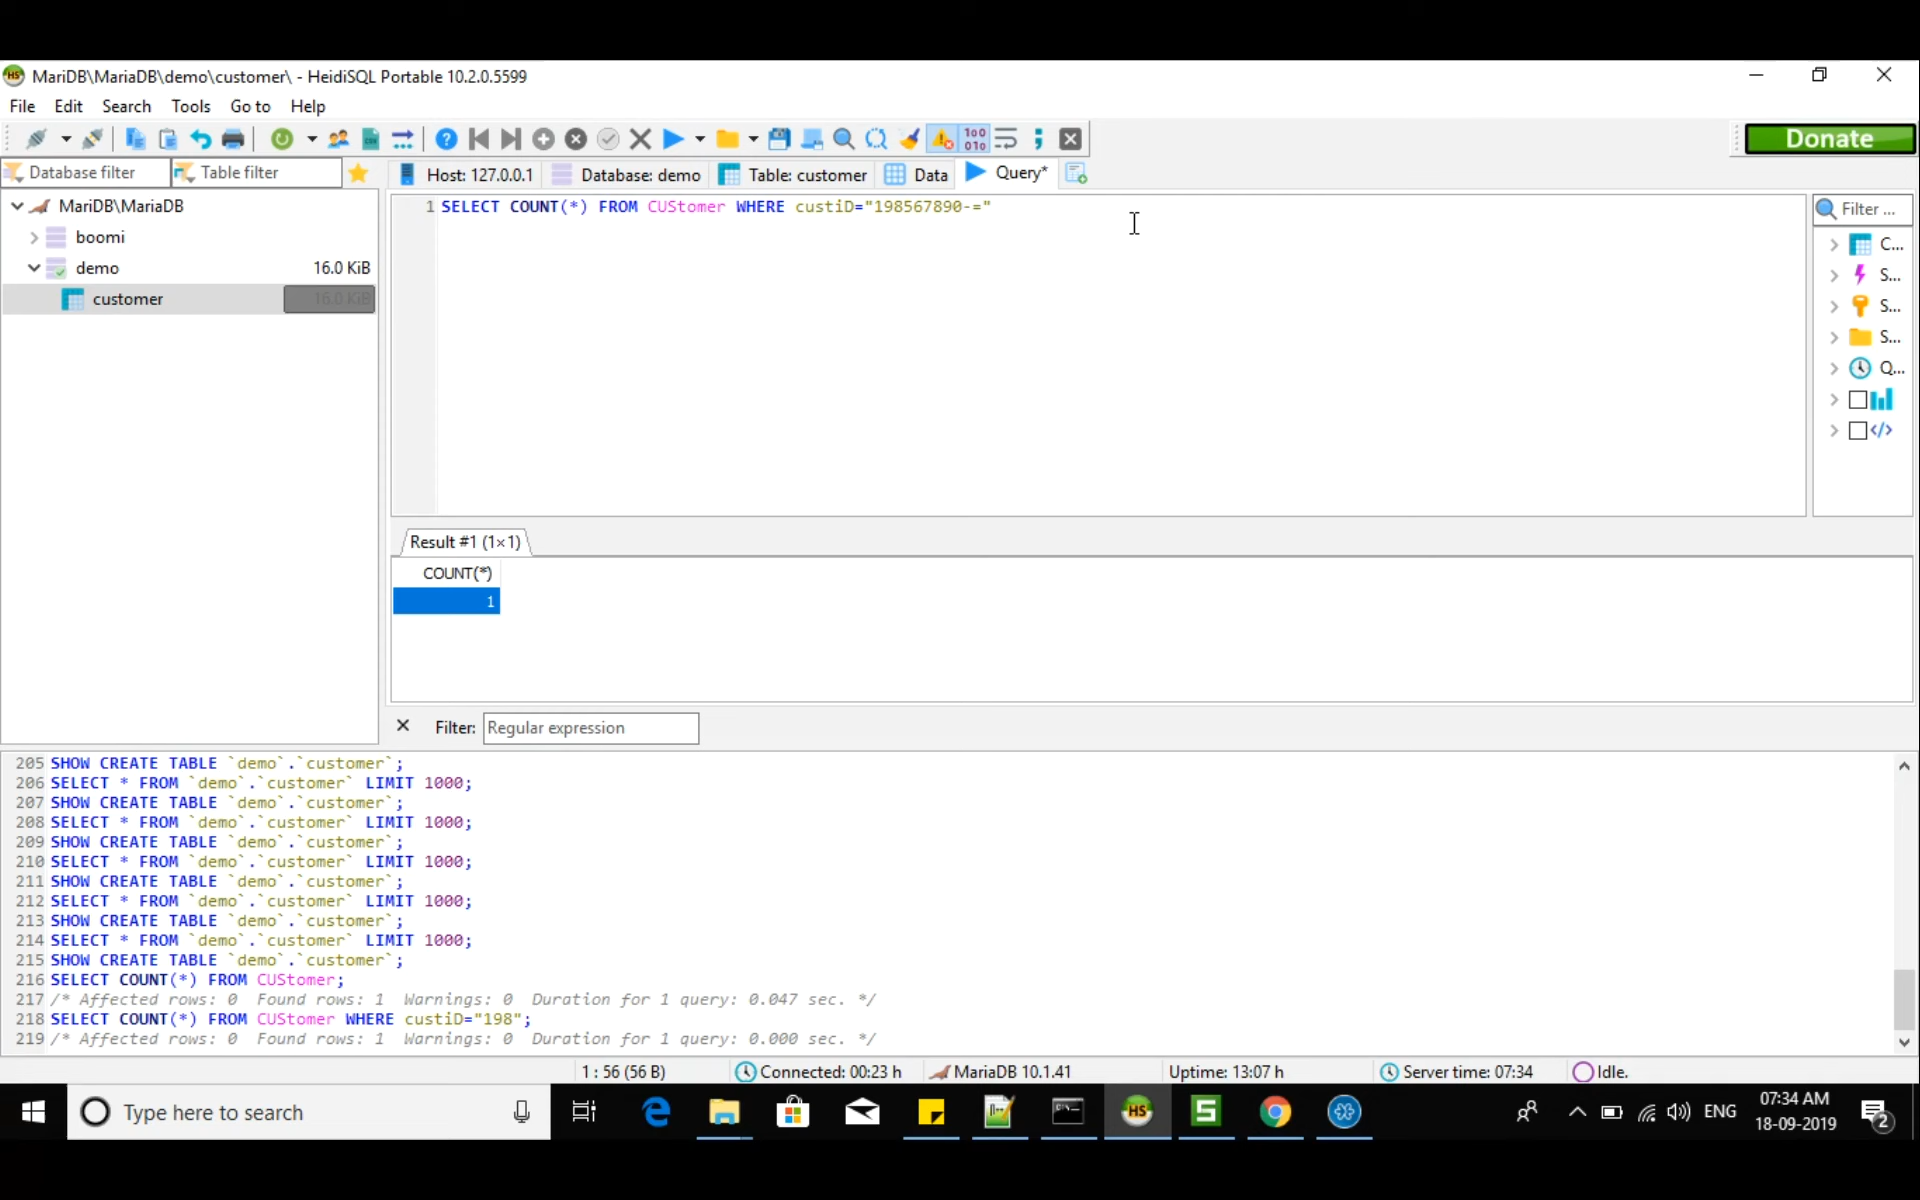 MariDB\MariaDB\demo\customer\ - HeidiSQL Portable 10.2.0.5599
File Edit Search Tools Go to Help
Donate
Database filter Table filter
Host: 127.0.0.1 Database: demo Table: customer Data Query*
MariDB\MariaDB
boomi
demo 16.0 KiB
customer 16.0 KiB
1 SELECT COUNT(*) FROM CUStomer WHERE custiD="198567890-="
Filter ...
C...
S...
S...
S...
Q...
Result #1 (1×1)
COUNT(*)
1
Filter: Regular expression
205 SHOW CREATE TABLE `demo`.`customer`;
206 SELECT * FROM `demo`.`customer` LIMIT 1000;
207 SHOW CREATE TABLE `demo`.`customer`;
208 SELECT * FROM `demo`.`customer` LIMIT 1000;
209 SHOW CREATE TABLE `demo`.`customer`;
210 SELECT * FROM `demo`.`customer` LIMIT 1000;
211 SHOW CREATE TABLE `demo`.`customer`;
212 SELECT * FROM `demo`.`customer` LIMIT 1000;
213 SHOW CREATE TABLE `demo`.`customer`;
214 SELECT * FROM `demo`.`customer` LIMIT 1000;
215 SHOW CREATE TABLE `demo`.`customer`;
216 SELECT COUNT(*) FROM CUStomer;
217 /* Affected rows: 0 Found rows: 1 Warnings: 0 Duration for 1 query: 0.047 sec. */
218 SELECT COUNT(*) FROM CUStomer WHERE custiD="198";
219 /* Affected rows: 0 Found rows: 1 Warnings: 0 Duration for 1 query: 0.000 sec. */
1 : 56 (56 B) Connected: 00:23 h MariaDB 10.1.41 Uptime: 13:07 h Server time: 07:34 Idle.
Type here to search
ENG
07:34 AM
18-09-2019
2